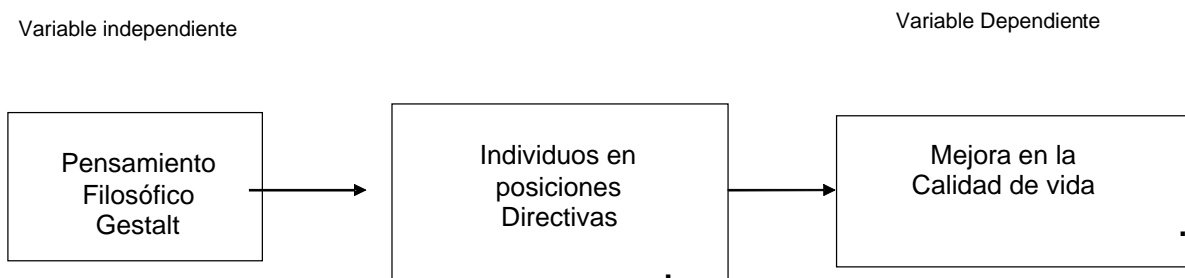 Variable independiente
Variable Dependiente
Pensamiento
Filosófico
Gestalt
Individuos en
posiciones
Directivas
Mejora en la
Calidad de vida
.